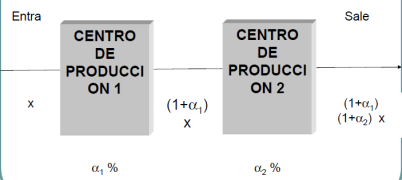 Entra
Sale
CENTRO
DE
PRODUCCI
ON 1
CENTRO
DE
PRODUCCI
ON 2
x
(1+α₁)
x
(1+α₁)
(1+α₂) x
α₁ %
α₂ %